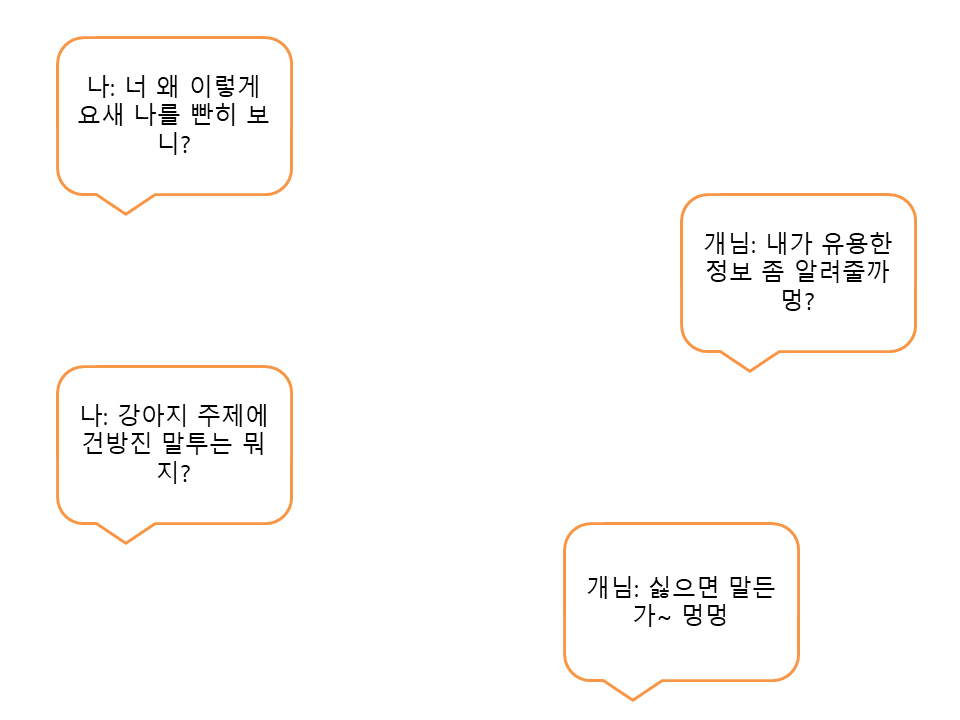 나: 너 왜 이렇게
요새 나를 빤히 보
니?
개님: 내가 유용한
정보 좀 알려줄까
멍?
나: 강아지 주제에
건방진 말투는 뭐
지?
개님: 싫으면 말든
가~ 멍멍